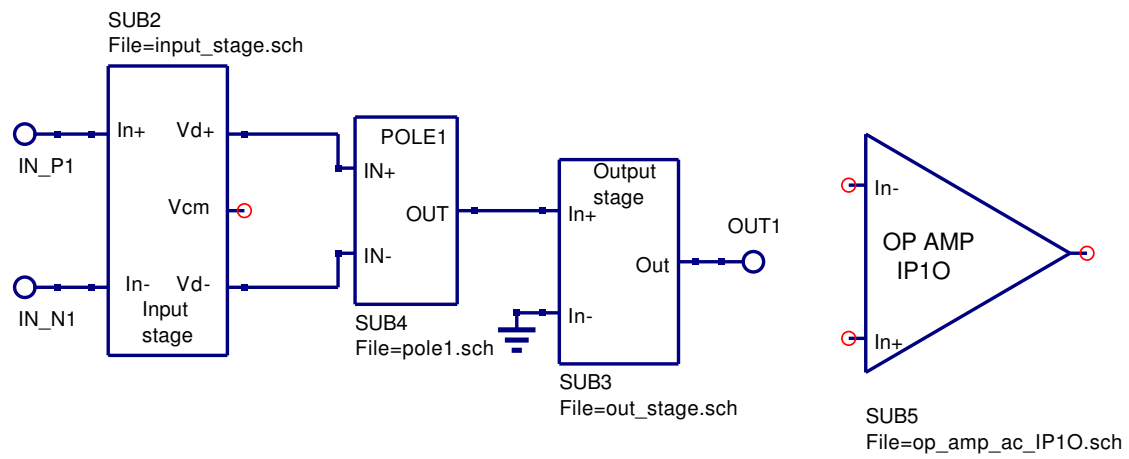 SUB2
File=input_stage.sch
In+
Vd+
IN_P1
Vcm
In-
Vd-
IN_N1
Input
stage
POLE1
IN+
OUT
IN-
SUB4
File=pole1.sch
Output
stage
In+
OUT1
Out
In-
SUB3
File=out_stage.sch
In-
OP AMP
IP1O
In+
SUB5
File=op_amp_ac_IP1O.sch